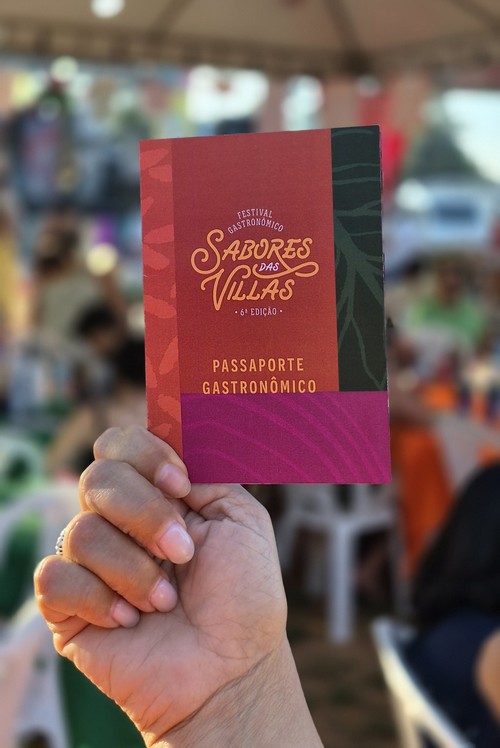 FESTIVAL
GASTRONÔMICO
SABORES
DAS
VILLAS
• 6ª EDIÇÃO •
PASSAPORTE
GASTRONÔMICO